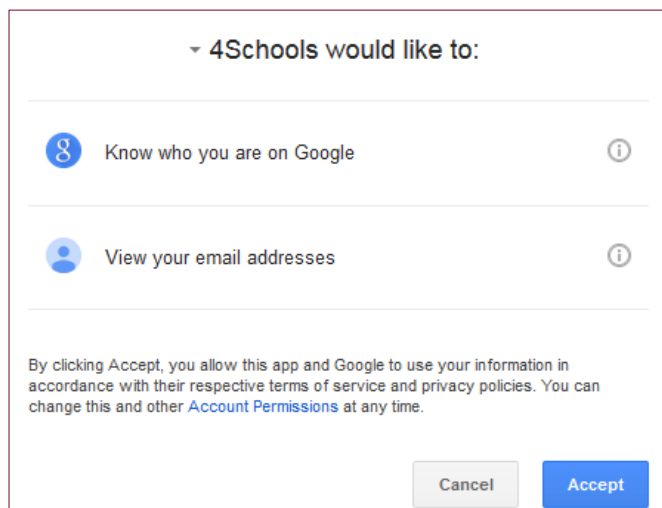 4Schools would like to:
8 Know who you are on Google
View your email addresses
By clicking Accept, you allow this app and Google to use your information in
accordance with their respective terms of service and privacy policies. You can
change this and other Account Permissions at any time.
Cancel Accept